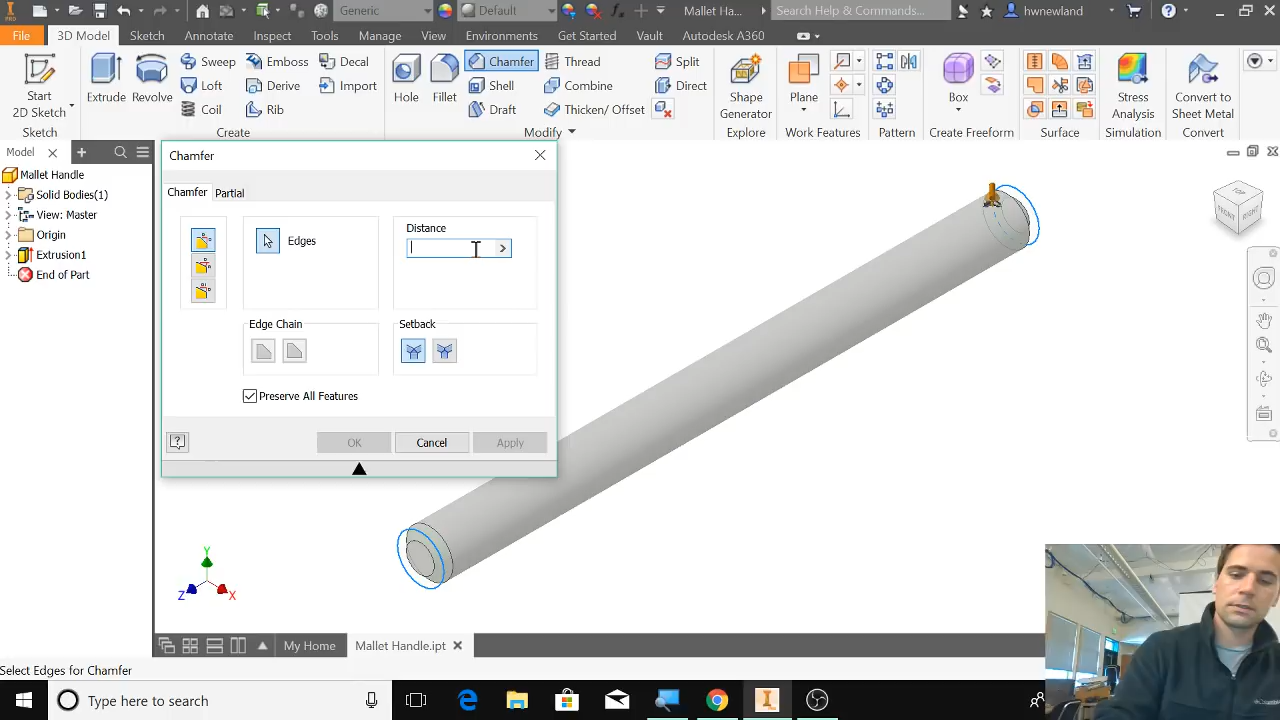 PRO
Generic
Default
Mallet Ha...
Search Help & Commands...
hwnewland
File
3D Model
Sketch
Annotate
Inspect
Tools
Manage
View
Environments
Get Started
Vault
Autodesk A360
Start
2D Sketch
Extrude
Revolve
Sweep
Loft
Coil
Emboss
Derive
Rib
Decal
Import
Hole
Fillet
Chamfer
Shell
Draft
Thread
Combine
Thicken/ Offset
Split
Direct
Shape
Generator
Plane
Box
Stress
Analysis
Convert to
Sheet Metal
Sketch
Create
Modify
Explore
Work Features
Pattern
Create Freeform
Surface
Simulation
Convert
Model
Mallet Handle
Solid Bodies(1)
View: Master
Origin
Extrusion1
End of Part
Chamfer
Chamfer
Partial
Edges
Distance
Edge Chain
Setback
Preserve All Features
OK
Cancel
Apply
TOP
FRONT
RIGHT
Y
Z
X
My Home
Mallet Handle.ipt
Select Edges for Chamfer
Type here to search